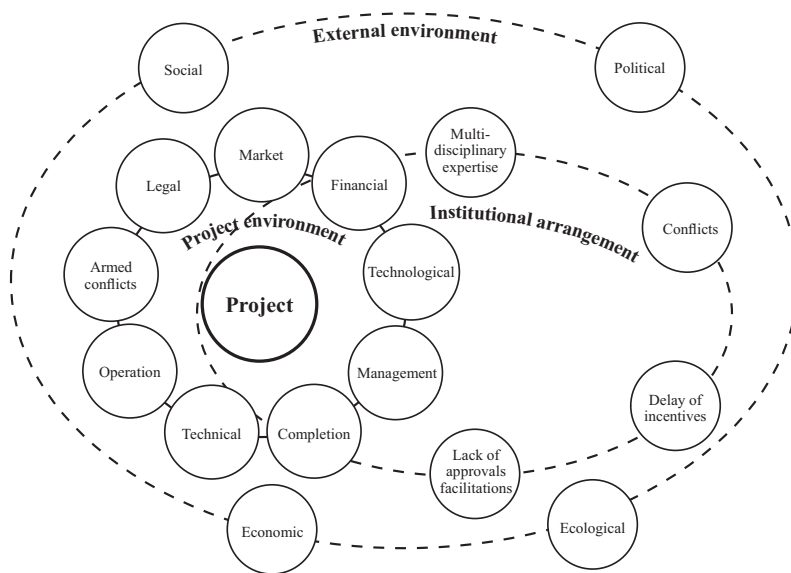 External environment
Social
Political
Multi-
disciplinary
expertise
Market
Financial
Legal
Institutional arrangement
Conflicts
Project environment
Armed
conflicts
Technological
Project
Operation
Management
Delay of
incentives
Technical
Completion
Lack of
approvals
facilitations
Economic
Ecological